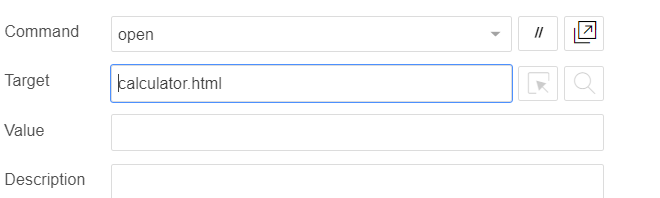 Command open //
Target calculator.html
Value
Description